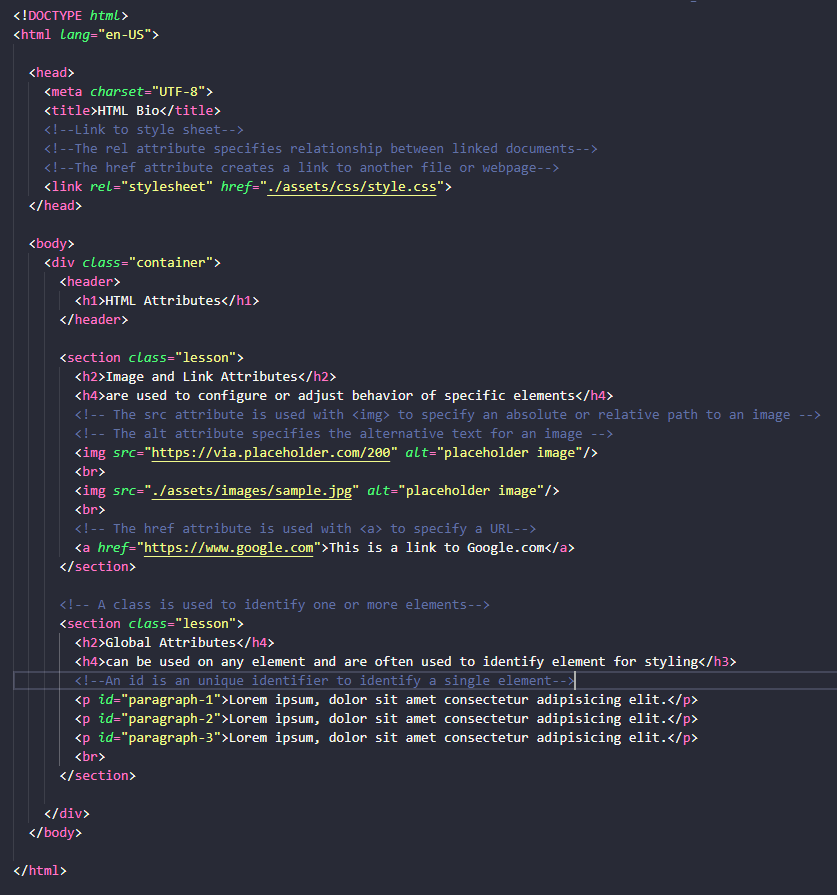 <!DOCTYPE html>
<html lang="en-US">
<head>
<meta charset="UTF-8">
<title>HTML Bio</title>
<!--Link to style sheet-->
<!--The rel attribute specifies relationship between linked documents-->
<!--The href attribute creates a link to another file or webpage-->
<link rel="stylesheet" href="./assets/css/style.css">
</head>
<body>
<div class="container">
<header>
<h1>HTML Attributes</h1>
</header>
<section class="lesson">
<h2>Image and Link Attributes</h2>
<h4>are used to configure or adjust behavior of specific elements</h4>
<!-- The src attribute is used with <img> to specify an absolute or relative path to an image -->
<!-- The alt attribute specifies the alternative text for an image -->
<img src="https://via.placeholder.com/200" alt="placeholder image"/>
<br>
<img src="./assets/images/sample.jpg" alt="placeholder image"/>
<br>
<!-- The href attribute is used with <a> to specify a URL-->
<a href="https://www.google.com">This is a link to Google.com</a>
</section>
<!-- A class is used to identify one or more elements-->
<section class="lesson">
<h2>Global Attributes</h4>
<h4>can be used on any element and are often used to identify element for styling</h3>
<!--An id is an unique identifier to identify a single element-->
<p id="paragraph-1">Lorem ipsum, dolor sit amet consectetur adipisicing elit.</p>
<p id="paragraph-2">Lorem ipsum, dolor sit amet consectetur adipisicing elit.</p>
<p id="paragraph-3">Lorem ipsum, dolor sit amet consectetur adipisicing elit.</p>
<br>
</section>
</div>
</body>
</html>